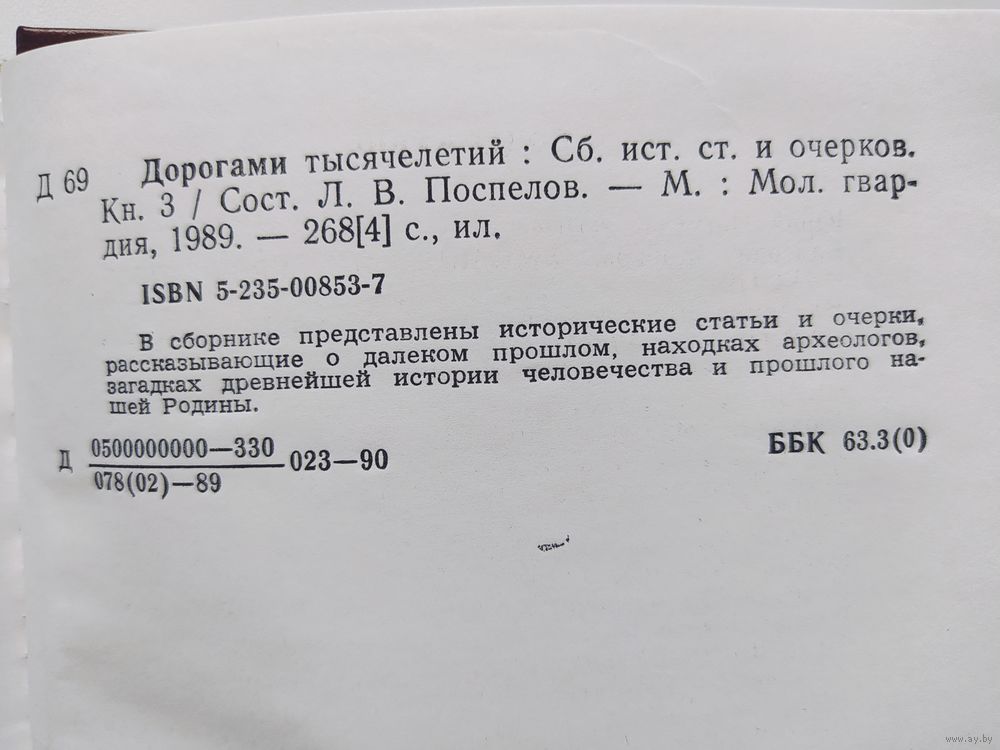 Д 69 Дорогами тысячелетий : Сб. ист. ст. и очерков.
Кн. 3 / Сост. Л. В. Поспелов. — М. : Мол. гвар-
дия, 1989. — 268[4] с., ил.
ISBN 5-235-00853-7
В сборнике представлены исторические статьи и очерки,
рассказывающие о далеком прошлом, находках археологов,
загадках древнейшей истории человечества и прошлого на-
шей Родины.
Д 0500000000—330
078(02)—89
023—90
ББК 63.3(0)
www.ay.by